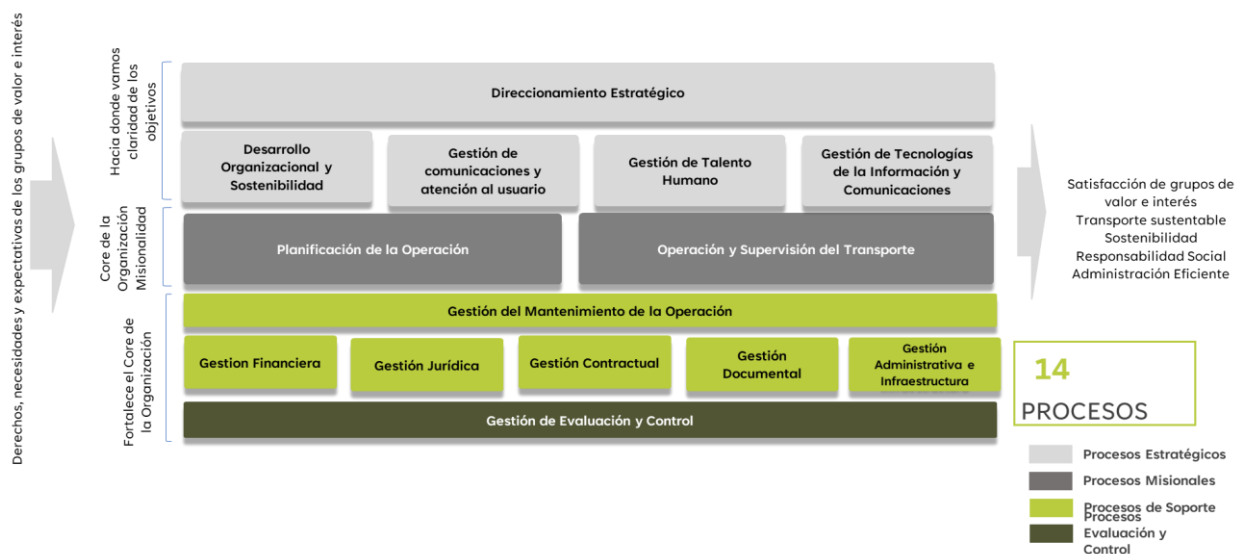 Derechos, necesidades y expectativas de los grupos de valor e interés
Hacia donde vamos
claridad de los
objetivos
Direccionamiento Estratégico
Desarrollo
Organizacional y
Sostenibilidad
Gestión de
comunicaciones y
atención al usuario
Gestión de Talento
Humano
Gestión de Tecnologías
de la Información y
Comunicaciones
Core de la
Organización
Misionalidad
Planificación de la Operación
Operación y Supervisión del Transporte
Fortalece el Core de
la Organización
Gestión del Mantenimiento de la Operación
Gestion Financiera
Gestión Jurídica
Gestión Contractual
Gestión
Documental
Gestión
Administrativa e
Infraestructura
Gestión de Evaluación y Control
Satisfacción de grupos de
valor e interés
Transporte sustentable
Sostenibilidad
Responsabilidad Social
Administración Eficiente
14
PROCESOS
Procesos Estratégicos
Procesos Misionales
Procesos de Soporte
Procesos
Evaluación y
Control